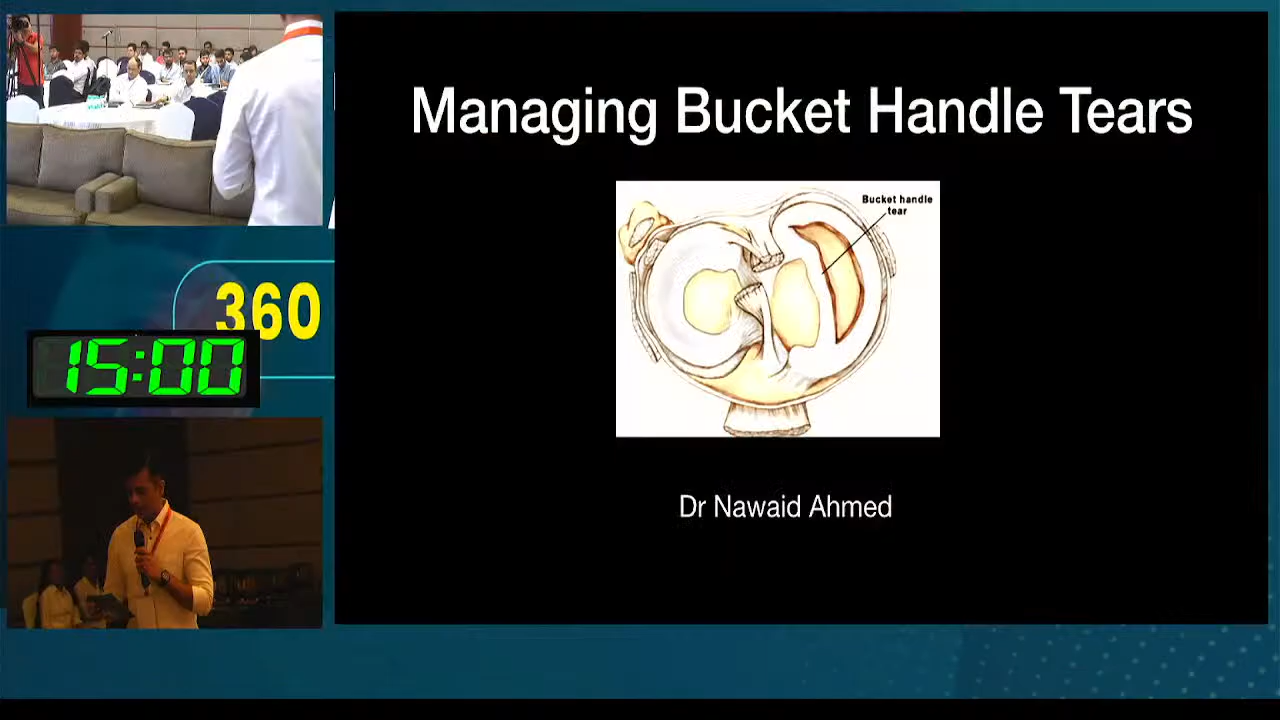 Managing Bucket Handle Tears
Bucket handle
tear
360
15:00
Dr Nawaid Ahmed